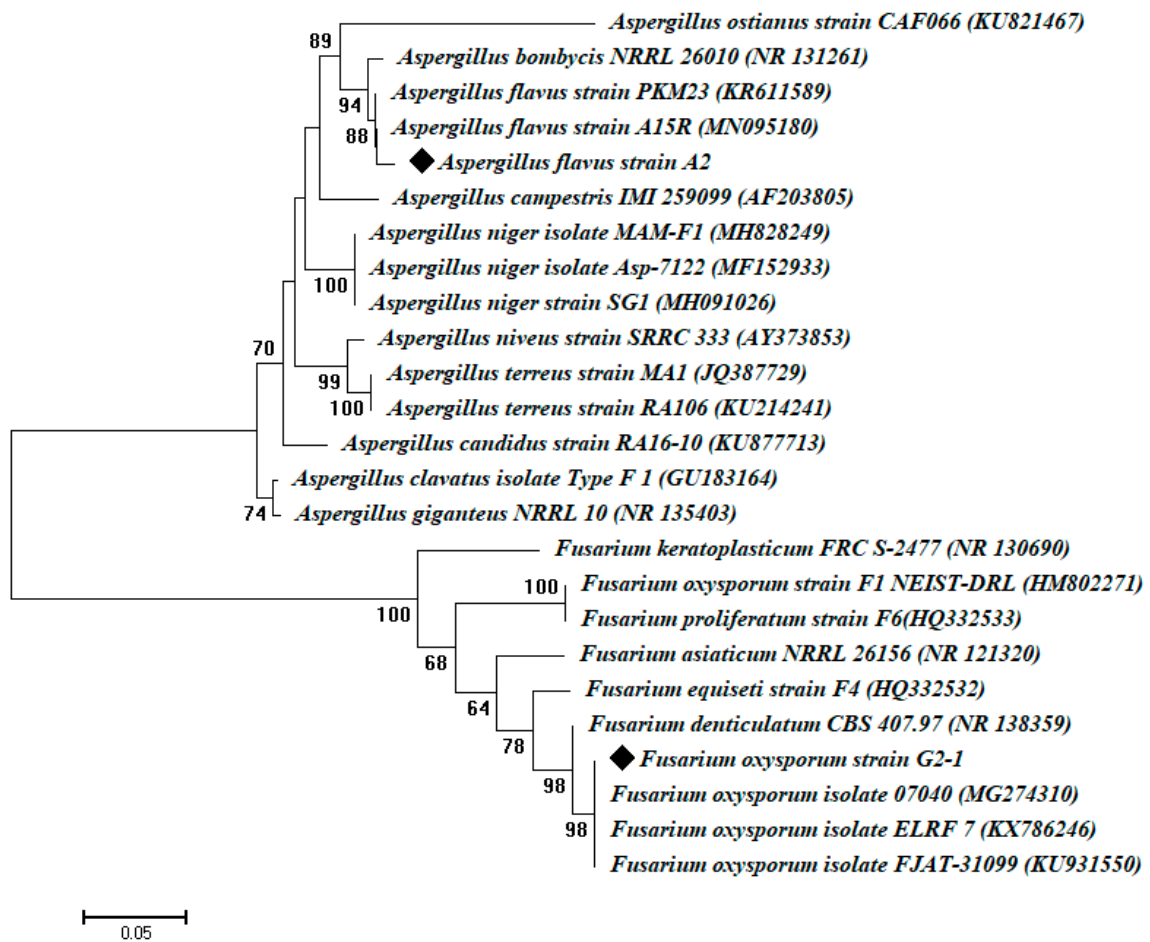 Aspergillus ostianus strain CAF066 (KU821467)
89
Aspergillus bombycis NRRL 26010 (NR 131261)
Aspergillus flavus strain PKM23 (KR611589)
94
Aspergillus flavus strain A15R (MN095180)
88
Aspergillus flavus strain A2
Aspergillus campestris IMI 259099 (AF203805)
Aspergillus niger isolate MAM-F1 (MH828249)
Aspergillus niger isolate Asp-7122 (MF152933)
100
Aspergillus niger strain SG1 (MH091026)
Aspergillus niveus strain SRRC 333 (AY373853)
70
Aspergillus terreus strain MA1 (JQ387729)
99
Aspergillus terreus strain RA106 (KU214241)
100
Aspergillus candidus strain RA16-10 (KU877713)
Aspergillus clavatus isolate Type F 1 (GU183164)
74
Aspergillus giganteus NRRL 10 (NR 135403)
Fusarium keratoplasticum FRC S-2477 (NR 130690)
100
Fusarium oxysporum strain F1 NEIST-DRL (HM802271)
100
Fusarium proliferatum strain F6(HQ332533)
68
Fusarium asiaticum NRRL 26156 (NR 121320)
Fusarium equiseti strain F4 (HQ332532)
64
Fusarium denticulatum CBS 407.97 (NR 138359)
78
Fusarium oxysporum strain G2-1
98
Fusarium oxysporum isolate 07040 (MG274310)
98
Fusarium oxysporum isolate ELRF 7 (KX786246)
Fusarium oxysporum isolate FJAT-31099 (KU931550)
0.05